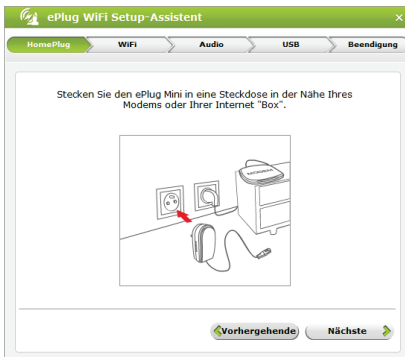 ePlug WiFi Setup-Assistent
HomePlug WiFi Audio USB Beendigung
Stecken Sie den ePlug Mini in eine Steckdose in der Nähe Ihres
Modems oder Ihrer Internet "Box".
MODEM
Vorhergehende Nächste